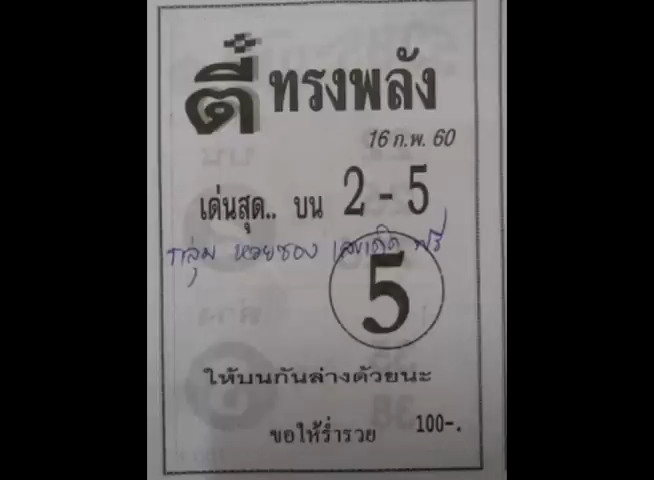 ตี๋ ทรงพลัง
16 ก.พ. 60
เด่นสุด.. บน 2 - 5
กลุ่ม หวยซอง เลขเด็ด ฟรี
5
ให้บนกันล่างด้วยนะ
ขอให้ร่ำรวย 100-.